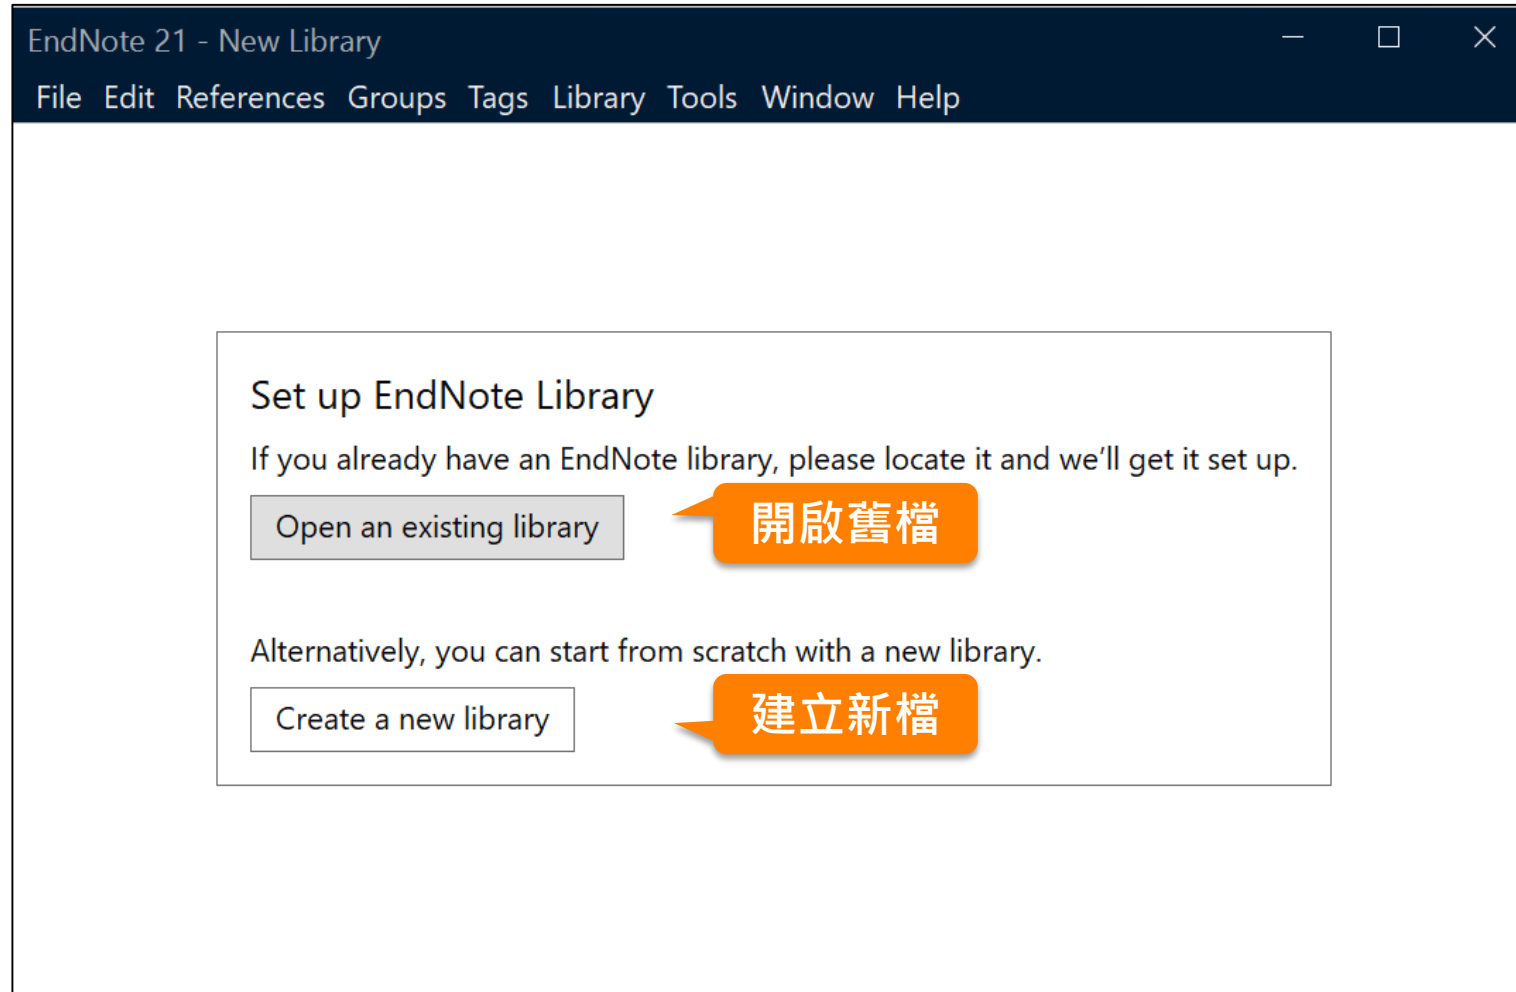 EndNote 21 - New Library
File Edit References Groups Tags Library Tools Window Help
Set up EndNote Library
If you already have an EndNote library, please locate it and we’ll get it set up.
Open an existing library
開啟舊檔
Alternatively, you can start from scratch with a new library.
Create a new library
建立新檔